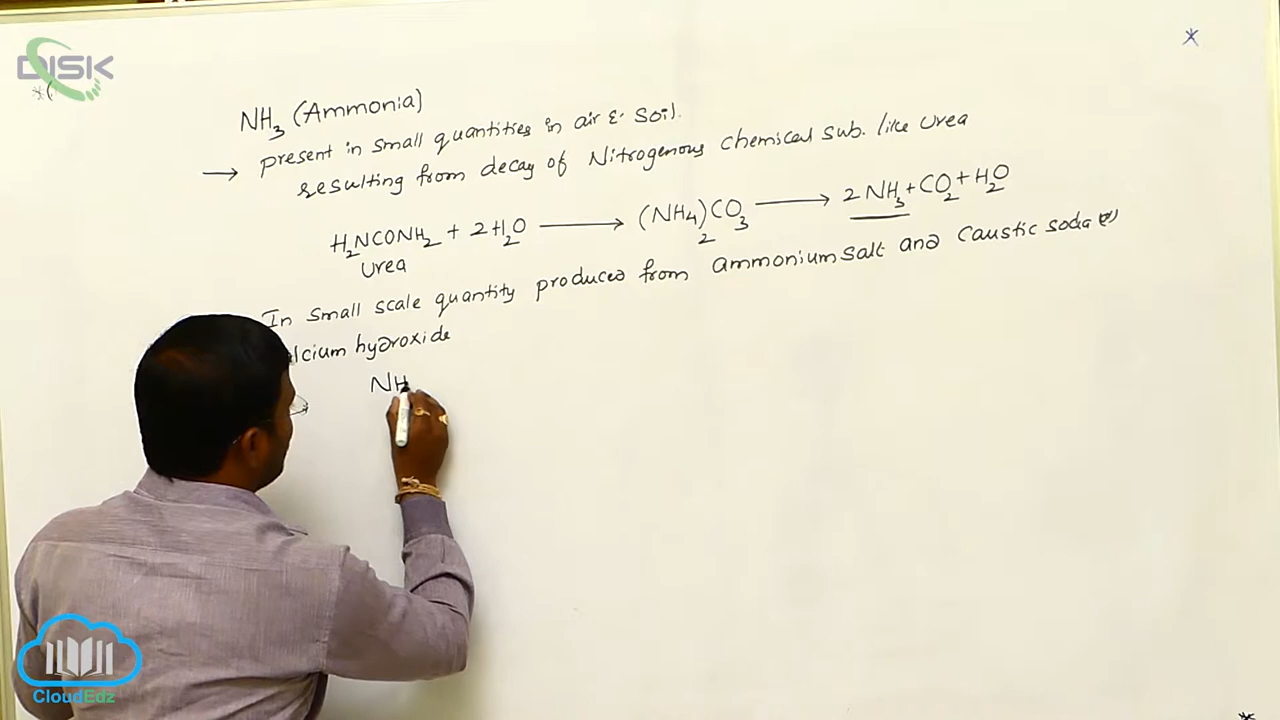 DISK
NH3 (Ammonia)
→ present in small quantities in air & soil.
resulting from decay of Nitrogenous chemical sub. like urea
H2NCONH2 + 2H2O → (NH4)2CO3 → 2NH3 + CO2 + H2O
Urea
In small scale quantity produced from ammonium salt and caustic soda (or)
lcium hydroxide
NH
CloudEdz